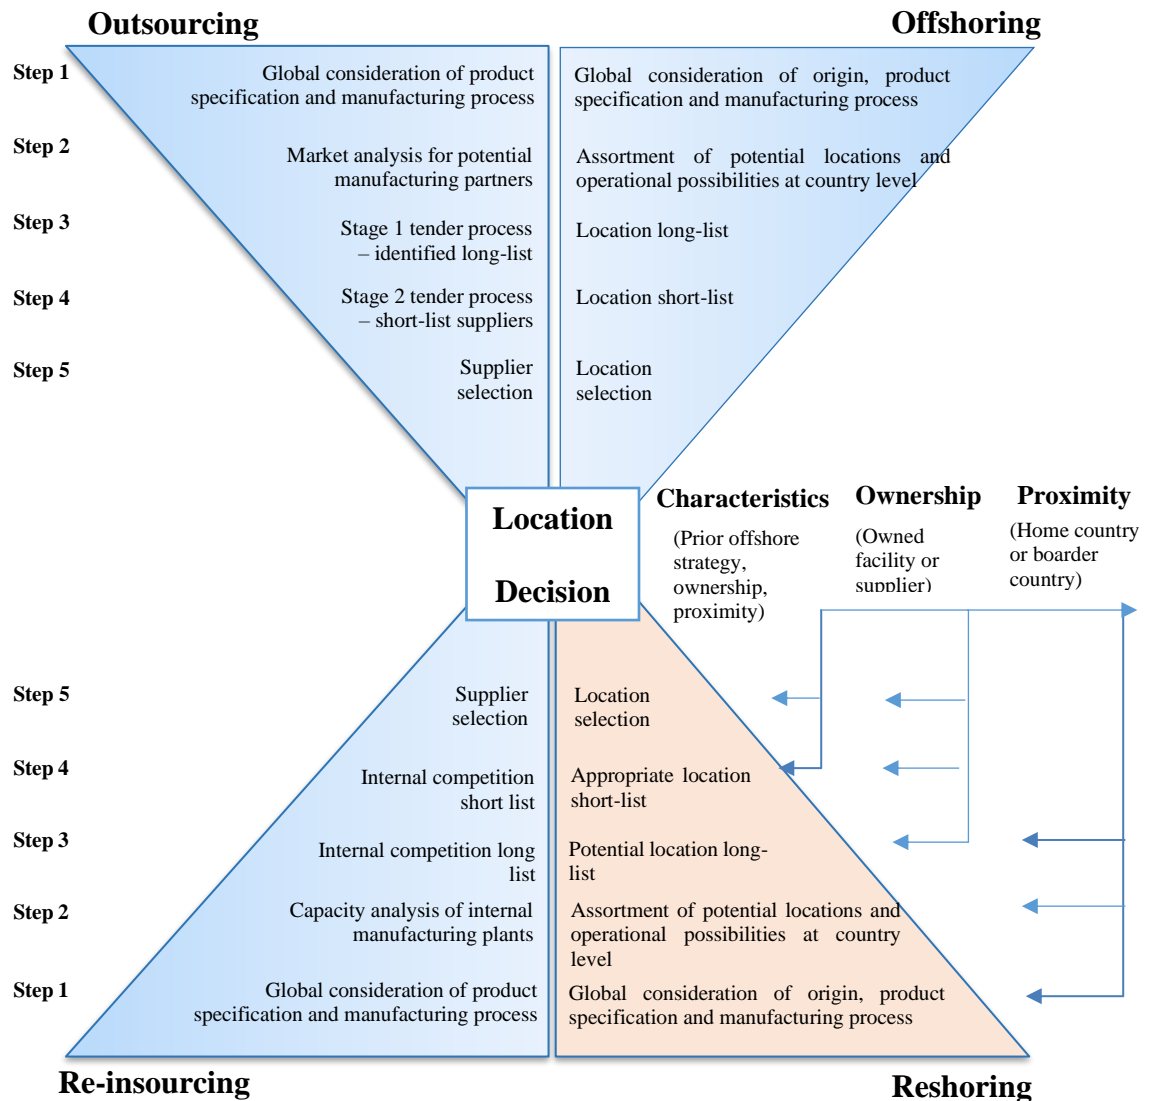 Outsourcing
Offshoring
Step 1
Global consideration of product
specification and manufacturing process
Global consideration of origin, product
specification and manufacturing process
Step 2
Market analysis for potential
manufacturing partners
Assortment of potential locations and
operational possibilities at country level
Step 3
Stage 1 tender process
– identified long-list
Location long-list
Step 4
Stage 2 tender process
– short-list suppliers
Location short-list
Step 5
Supplier
selection
Location
selection
Location
Decision
Characteristics
(Prior offshore
strategy,
ownership,
proximity)
Ownership
(Owned
facility or
supplier)
Proximity
(Home country
or boarder
country)
Step 5
Supplier
selection
Location
selection
Step 4
Internal competition
short list
Appropriate location
short-list
Step 3
Internal competition long
list
Potential location long-
list
Step 2
Capacity analysis of internal
manufacturing plants
Assortment of potential locations and
operational possibilities at country
level
Step 1
Global consideration of product
specification and manufacturing process
Global consideration of origin, product
specification and manufacturing process
Re-insourcing
Reshoring